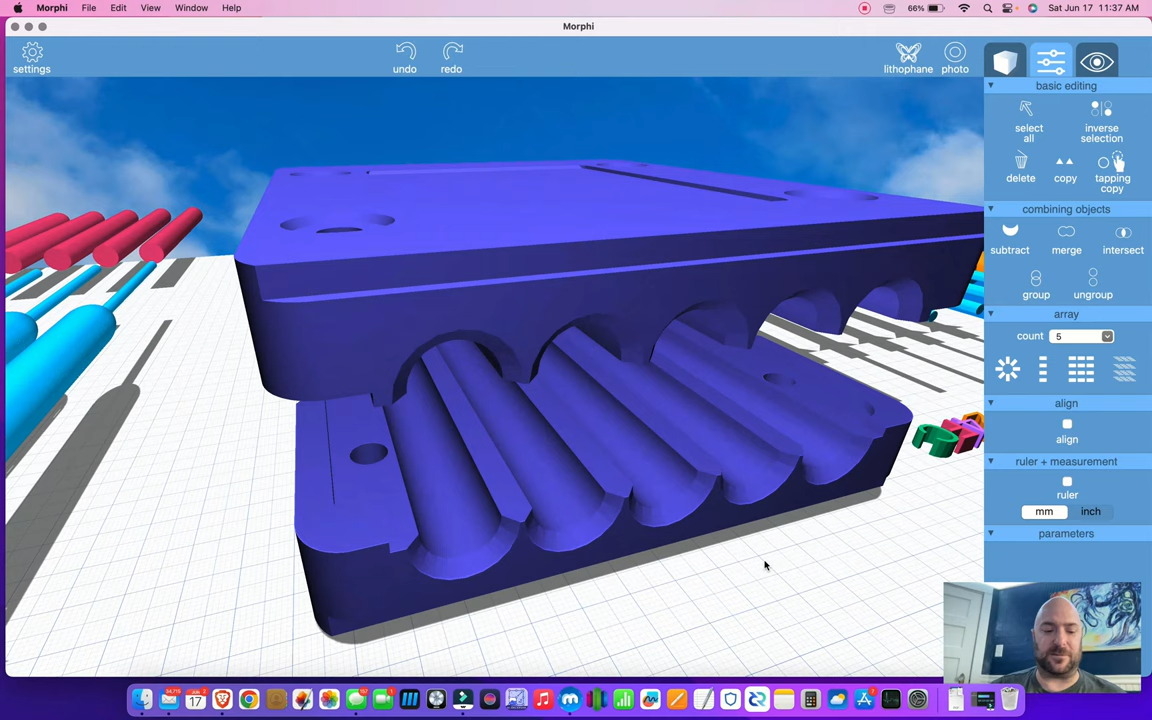 Morphi File Edit View Window Help 66% Sat Jun 17 11:37 AM
Morphi
settings undo redo lithophane photo
basic editing
select all
inverse selection
delete copy tapping copy
combining objects
subtract merge intersect
group ungroup
array
count 5
align
align
ruler + measurement
ruler
mm inch
parameters
17